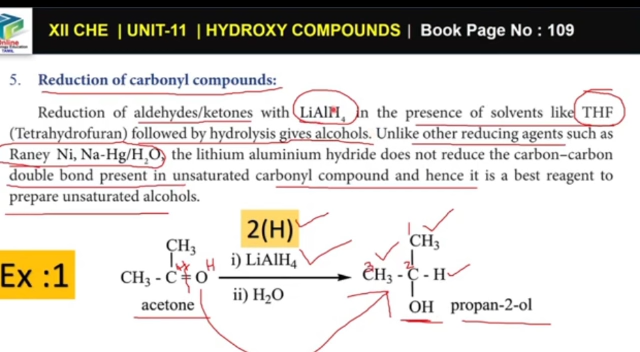 XII CHE | UNIT-11 | HYDROXY COMPOUNDS | Book Page No : 109
5. Reduction of carbonyl compounds:
Reduction of aldehydes/ketones with LiAlH₄ in the presence of solvents like THF
(Tetrahydrofuran) followed by hydrolysis gives alcohols. Unlike other reducing agents such as
Raney Ni, Na-Hg/H₂O, the lithium aluminium hydride does not reduce the carbon–carbon
double bond present in unsaturated carbonyl compound and hence it is a best reagent to
prepare unsaturated alcohols.
2(H)
1
CH₃ CH₃
Ex :1
H 3 2
i) LiAlH₄
CH₃ - C = O CH₃ - C - H
ii) H₂O
acetone OH propan-2-ol